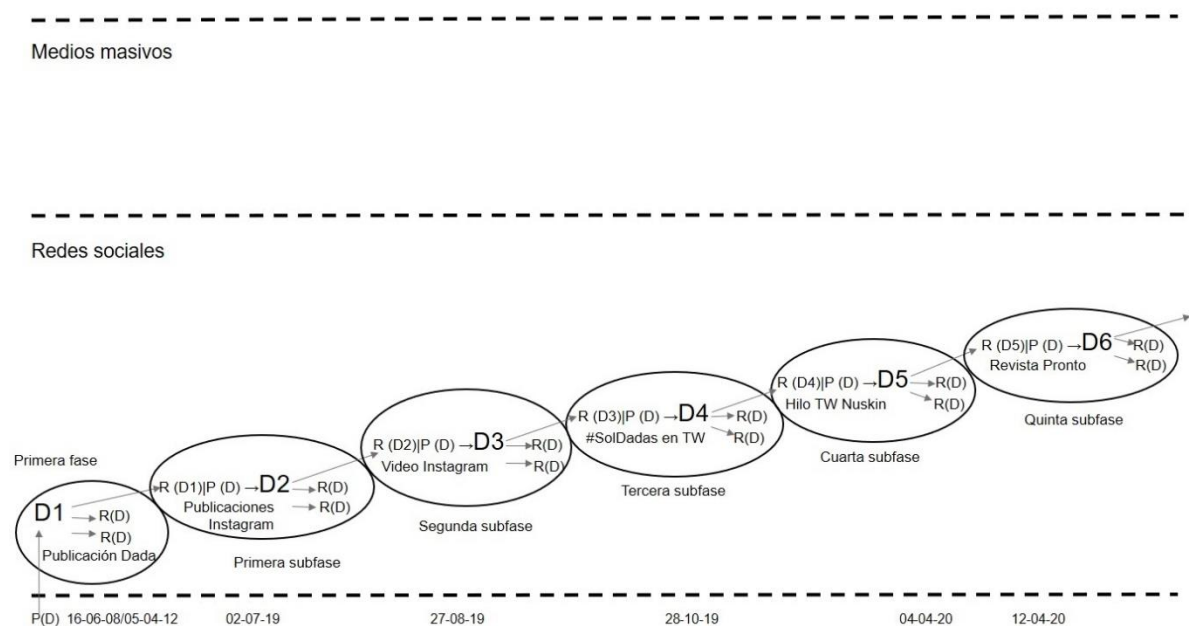 Medios masivos
Redes sociales
Primera fase
D1
R(D)
R(D)
Publicación Dada
R (D1)|P (D) →D2
R(D)
R(D)
Publicaciones
Instagram
Primera subfase
R (D2)|P (D) →D3
R(D)
R(D)
Video Instagram
Segunda subfase
R (D3)|P (D) →D4
R(D)
R(D)
#SolDadas en TW
Tercera subfase
R (D4)|P (D) →D5
R(D)
R(D)
Hilo TW Nuskin
Cuarta subfase
R (D5)|P (D) →D6
R(D)
R(D)
Revista Pronto
Quinta subfase
P(D) 16-06-08/05-04-12 02-07-19 27-08-19 28-10-19 04-04-20 12-04-20